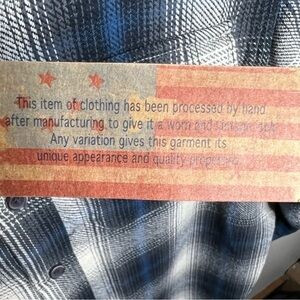 This item of clothing has been processed by hand
after manufacturing to give it a worn and
Any variation gives this garment its
unique appearance and quality